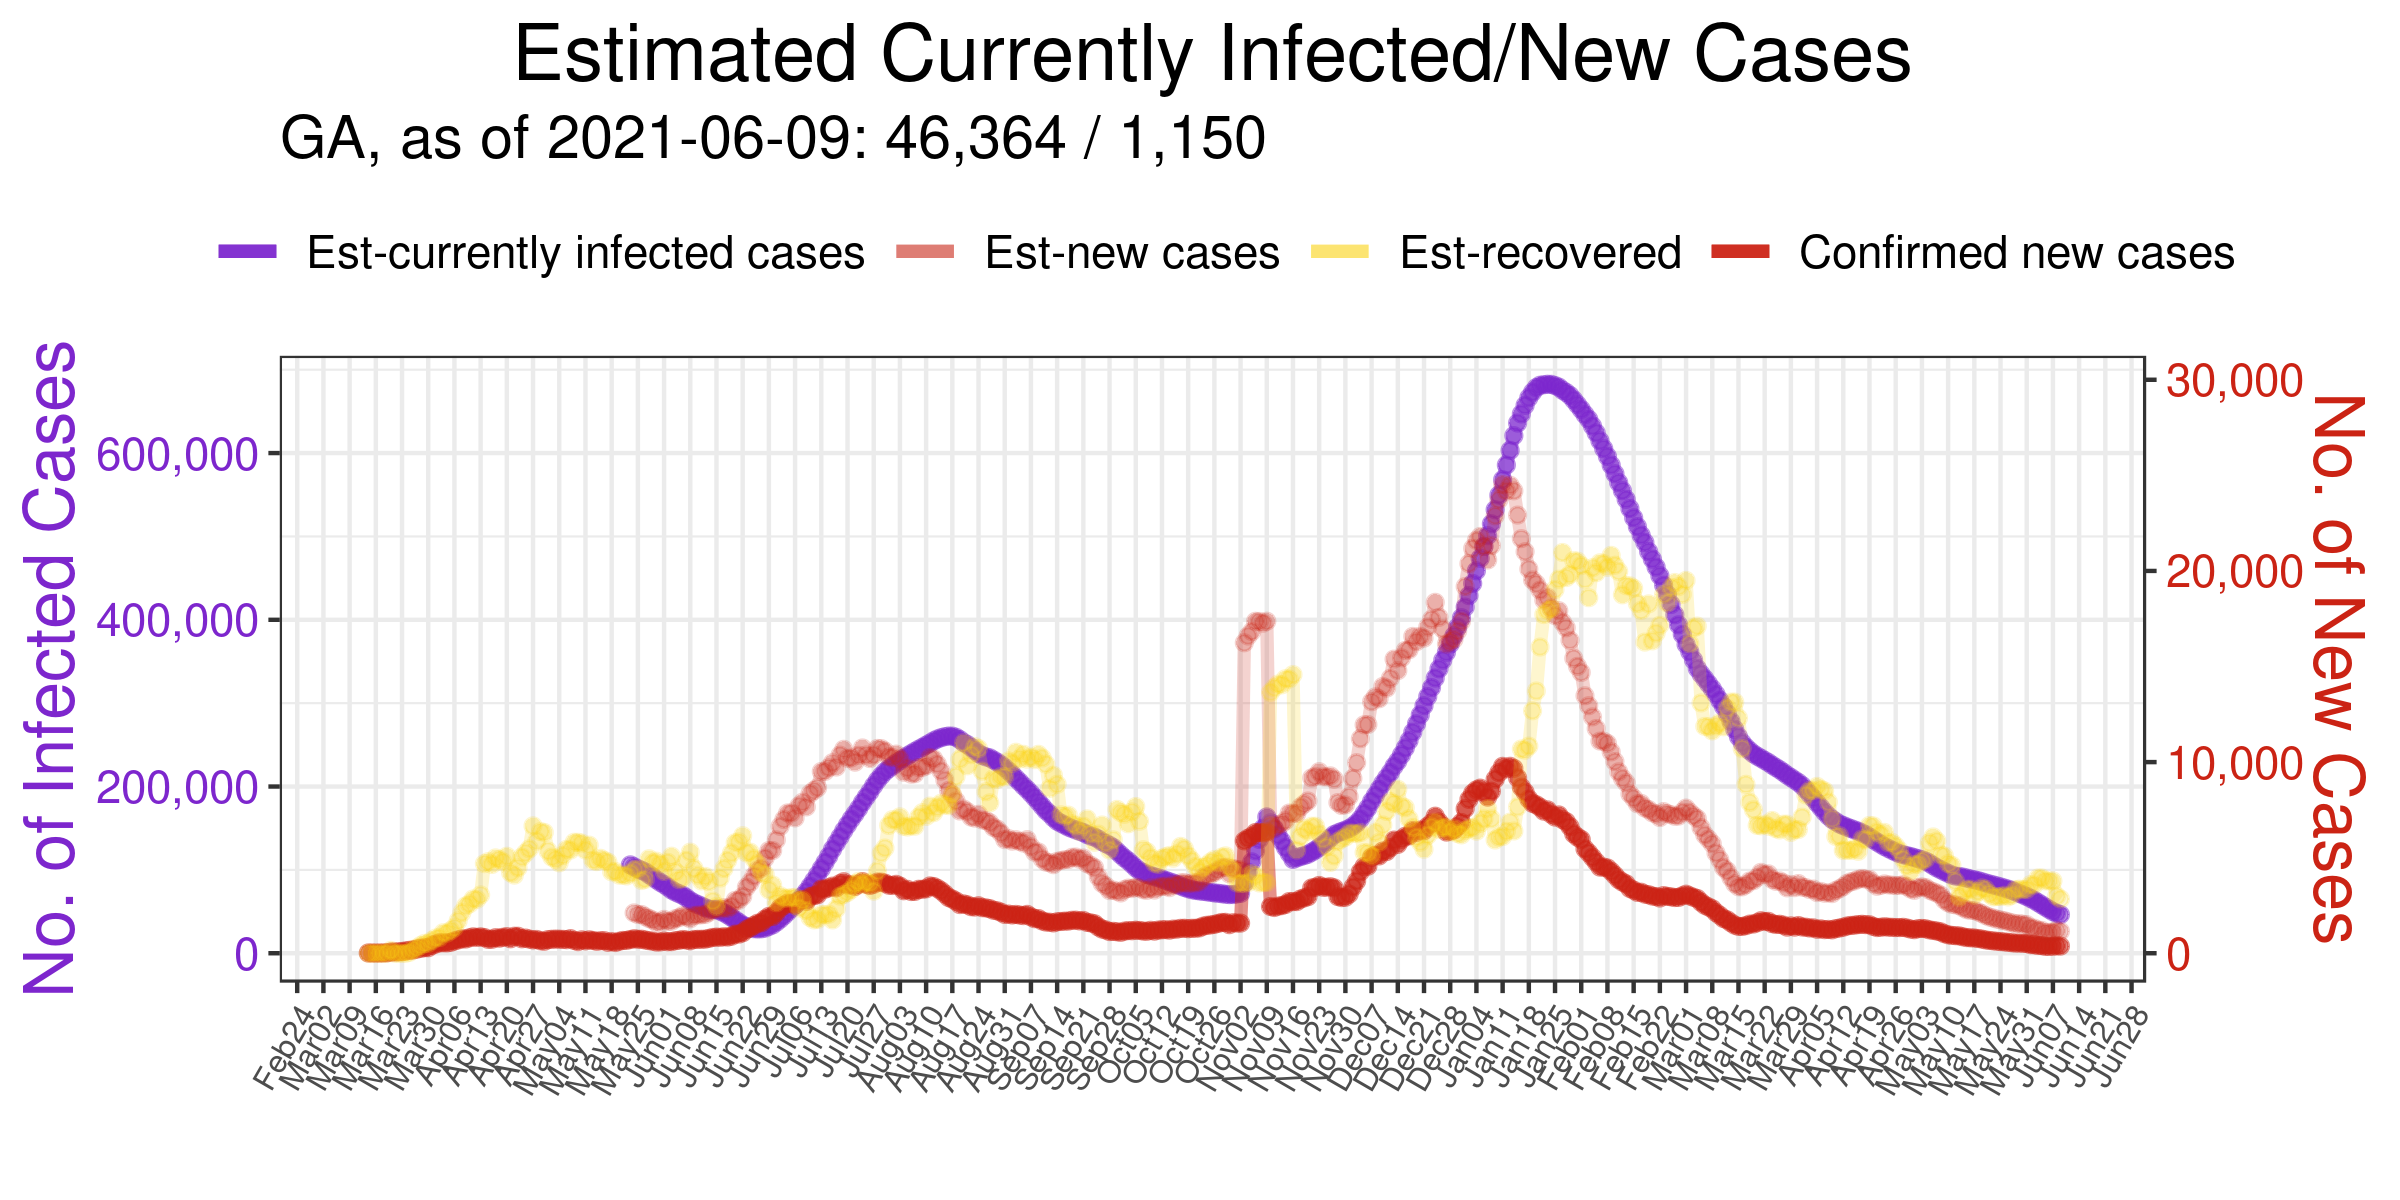 Estimated Currently Infected/New Cases
GA, as of 2021-06-09: 46,364 / 1,150
Est-currently infected cases Est-new cases Est-recovered Confirmed new cases
No. of Infected Cases
600,000
400,000
200,000
0
30,000
20,000
10,000
0
No. of New Cases
Feb24 Mar02 Mar09 Mar16 Mar23 Mar30 Apr06 Apr13 Apr20 Apr27 May04 May11 May18 May25 Jun01 Jun08 Jun15 Jun22 Jun29 Jul06 Jul13 Jul20 Jul27 Aug03 Aug10 Aug17 Aug24 Aug31 Sep07 Sep14 Sep21 Sep28 Oct05 Oct12 Oct19 Oct26 Nov02 Nov09 Nov16 Nov23 Nov30 Dec07 Dec14 Dec21 Dec28 Jan04 Jan11 Jan18 Jan25 Feb01 Feb08 Feb15 Feb22 Mar01 Mar08 Mar15 Mar22 Mar29 Apr05 Apr12 Apr19 Apr26 May03 May10 May17 May24 May31 Jun07 Jun14 Jun21 Jun28